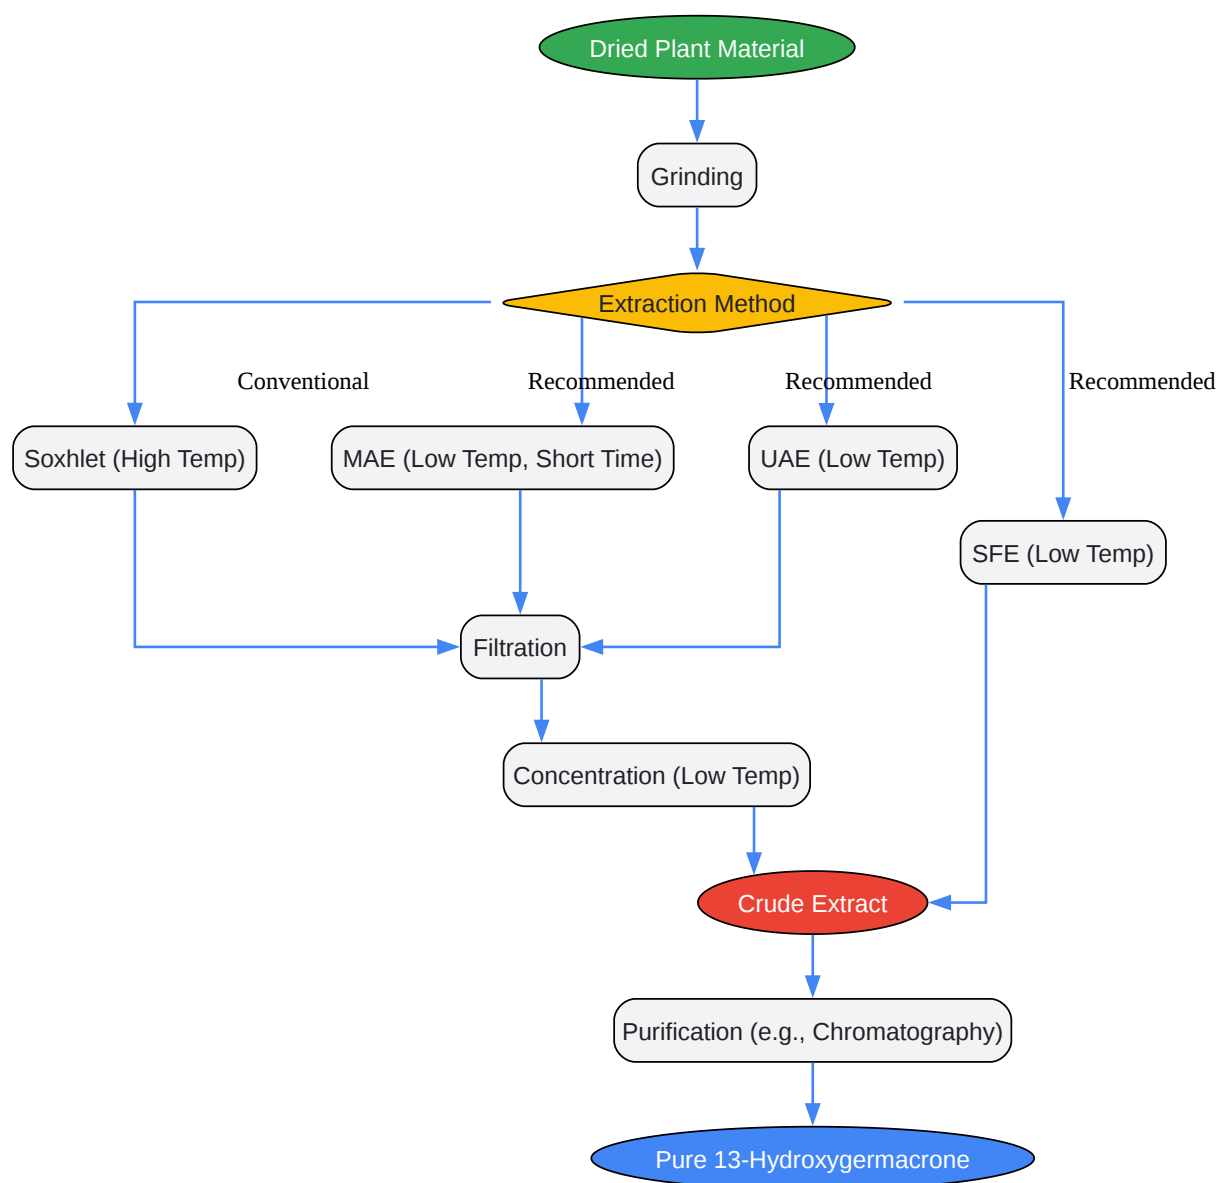 Dried Plant Material
Grinding
Extraction Method
Conventional
Recommended
Recommended
Recommended
Soxhlet (High Temp)
MAE (Low Temp, Short Time)
UAE (Low Temp)
SFE (Low Temp)
Filtration
Concentration (Low Temp)
Crude Extract
Purification (e.g., Chromatography)
Pure 13-Hydroxygermacrone